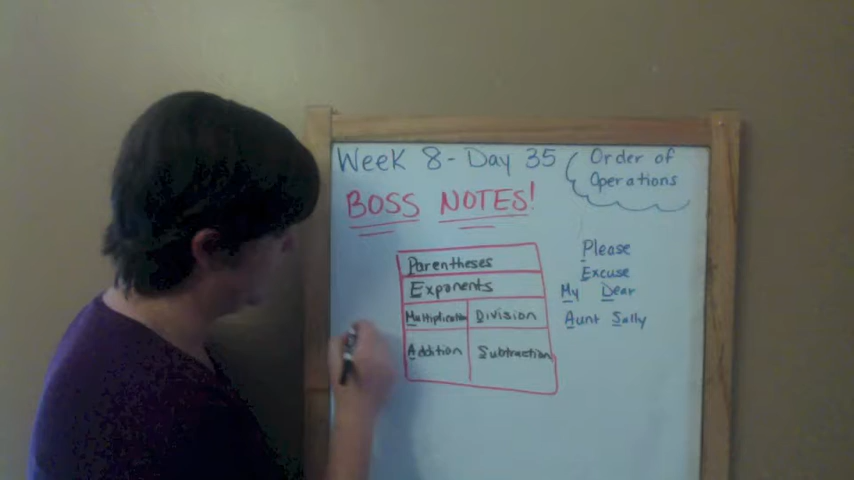 Week 8 - Day 35
Order of
Operations
BOSS NOTES!
Parentheses
Exponents
Multiplication Division
Addition Subtraction
Please
Excuse
My Dear
Aunt Sally